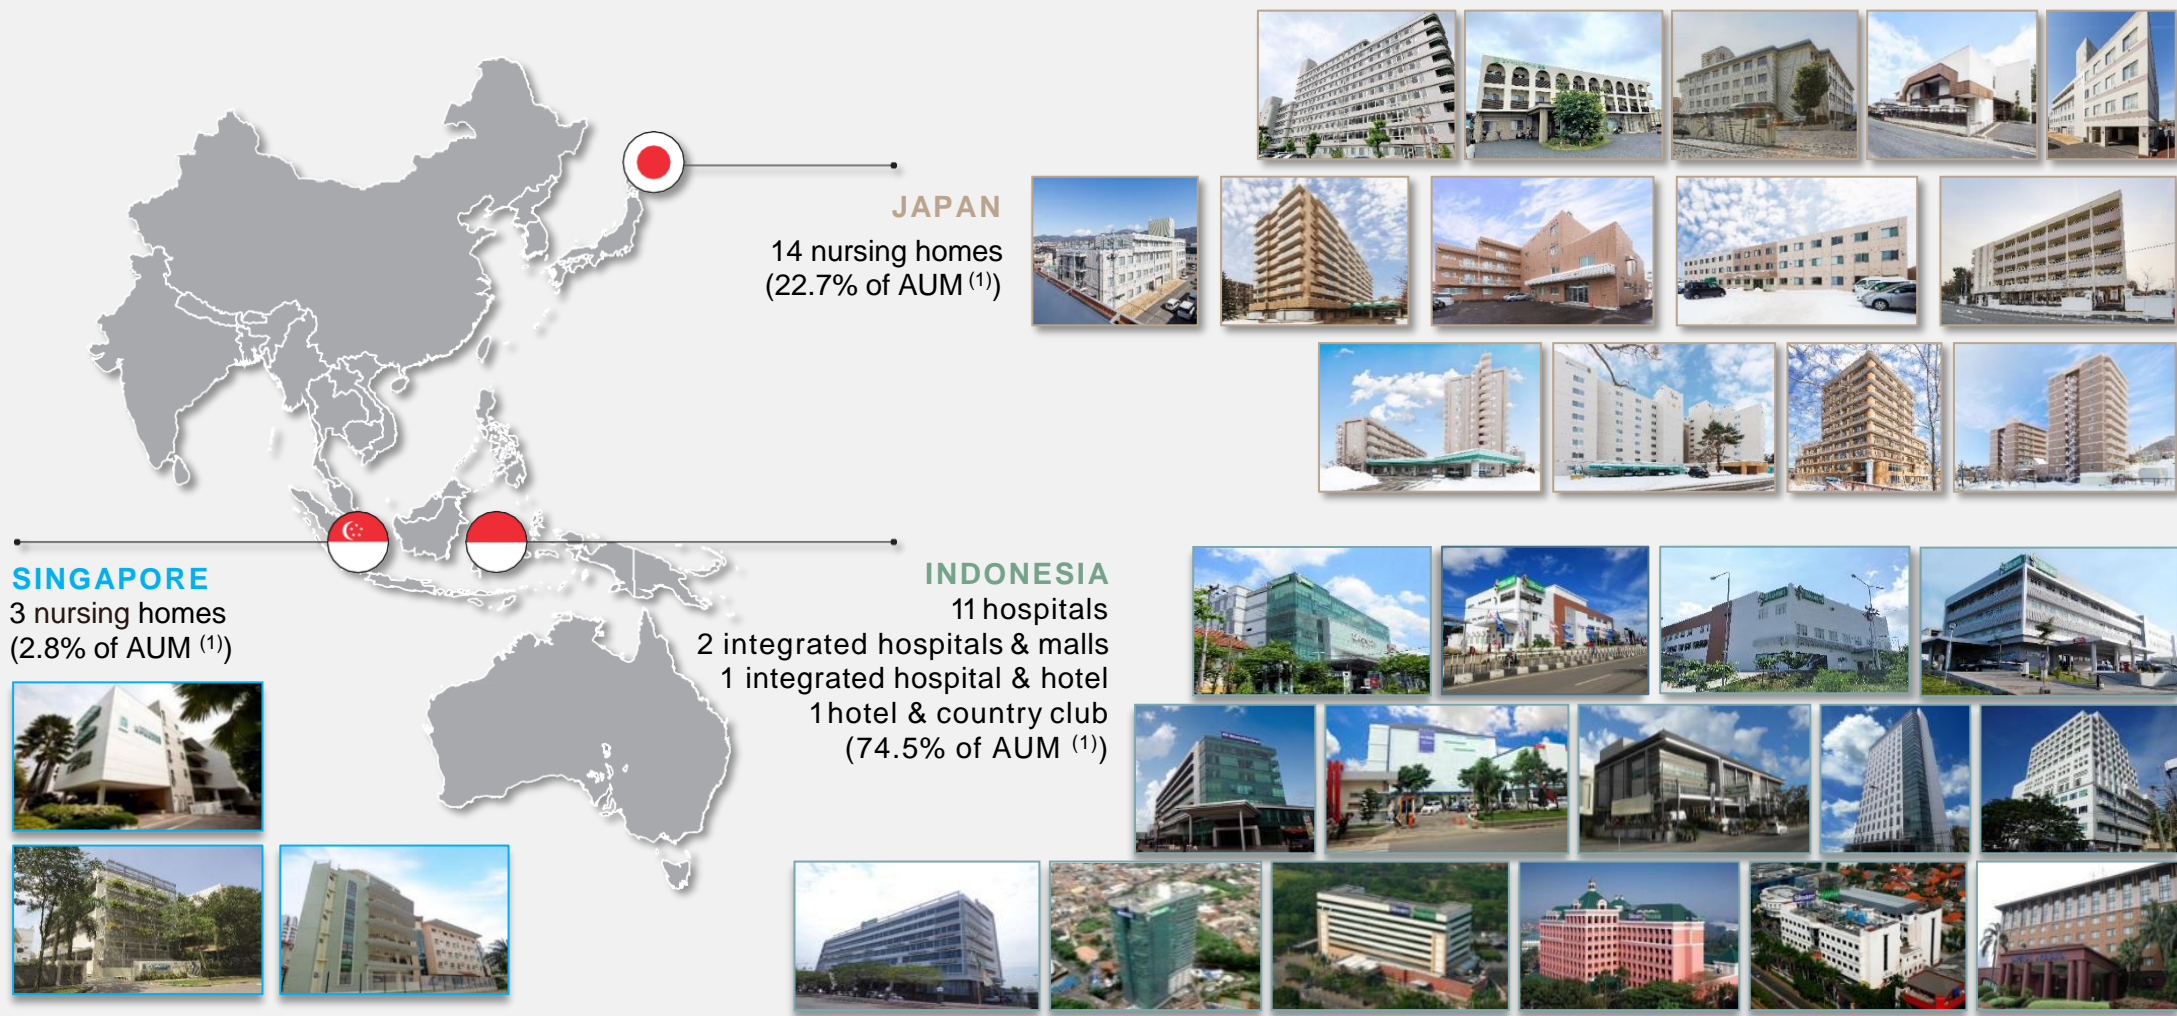 JAPAN
14 nursing homes
(22.7% of AUM (1))
SINGAPORE
3 nursing homes
(2.8% of AUM (1))
INDONESIA
11 hospitals
2 integrated hospitals & malls
1 integrated hospital & hotel
1 hotel & country club
(74.5% of AUM (1))